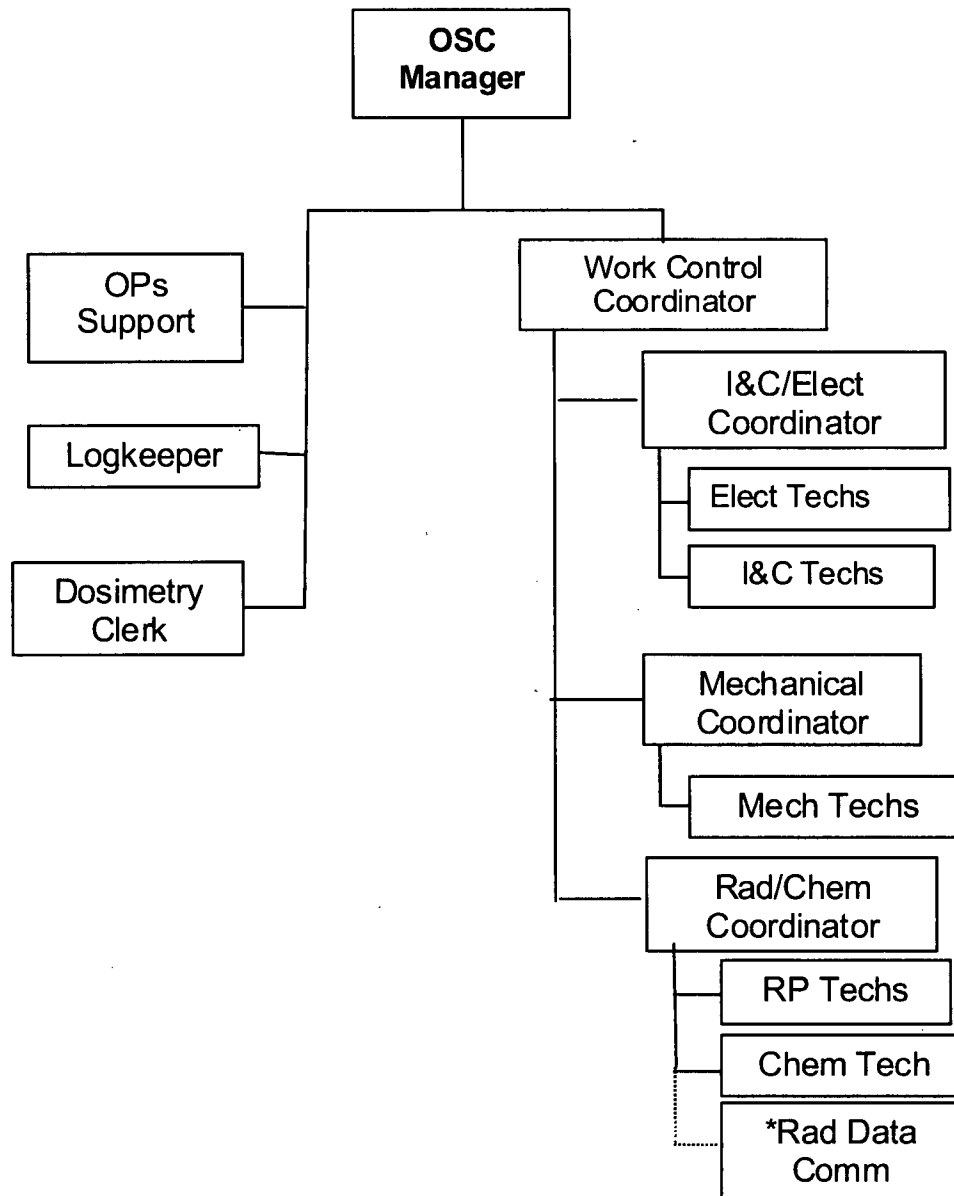 OSC
Manager
OPs
Support
Logkeeper
Dosimetry
Clerk
Work Control
Coordinator
I&C/Elect
Coordinator
Elect Techs
I&C Techs
Mechanical
Coordinator
Mech Techs
Rad/Chem
Coordinator
RP Techs
Chem Tech
*Rad Data
Comm